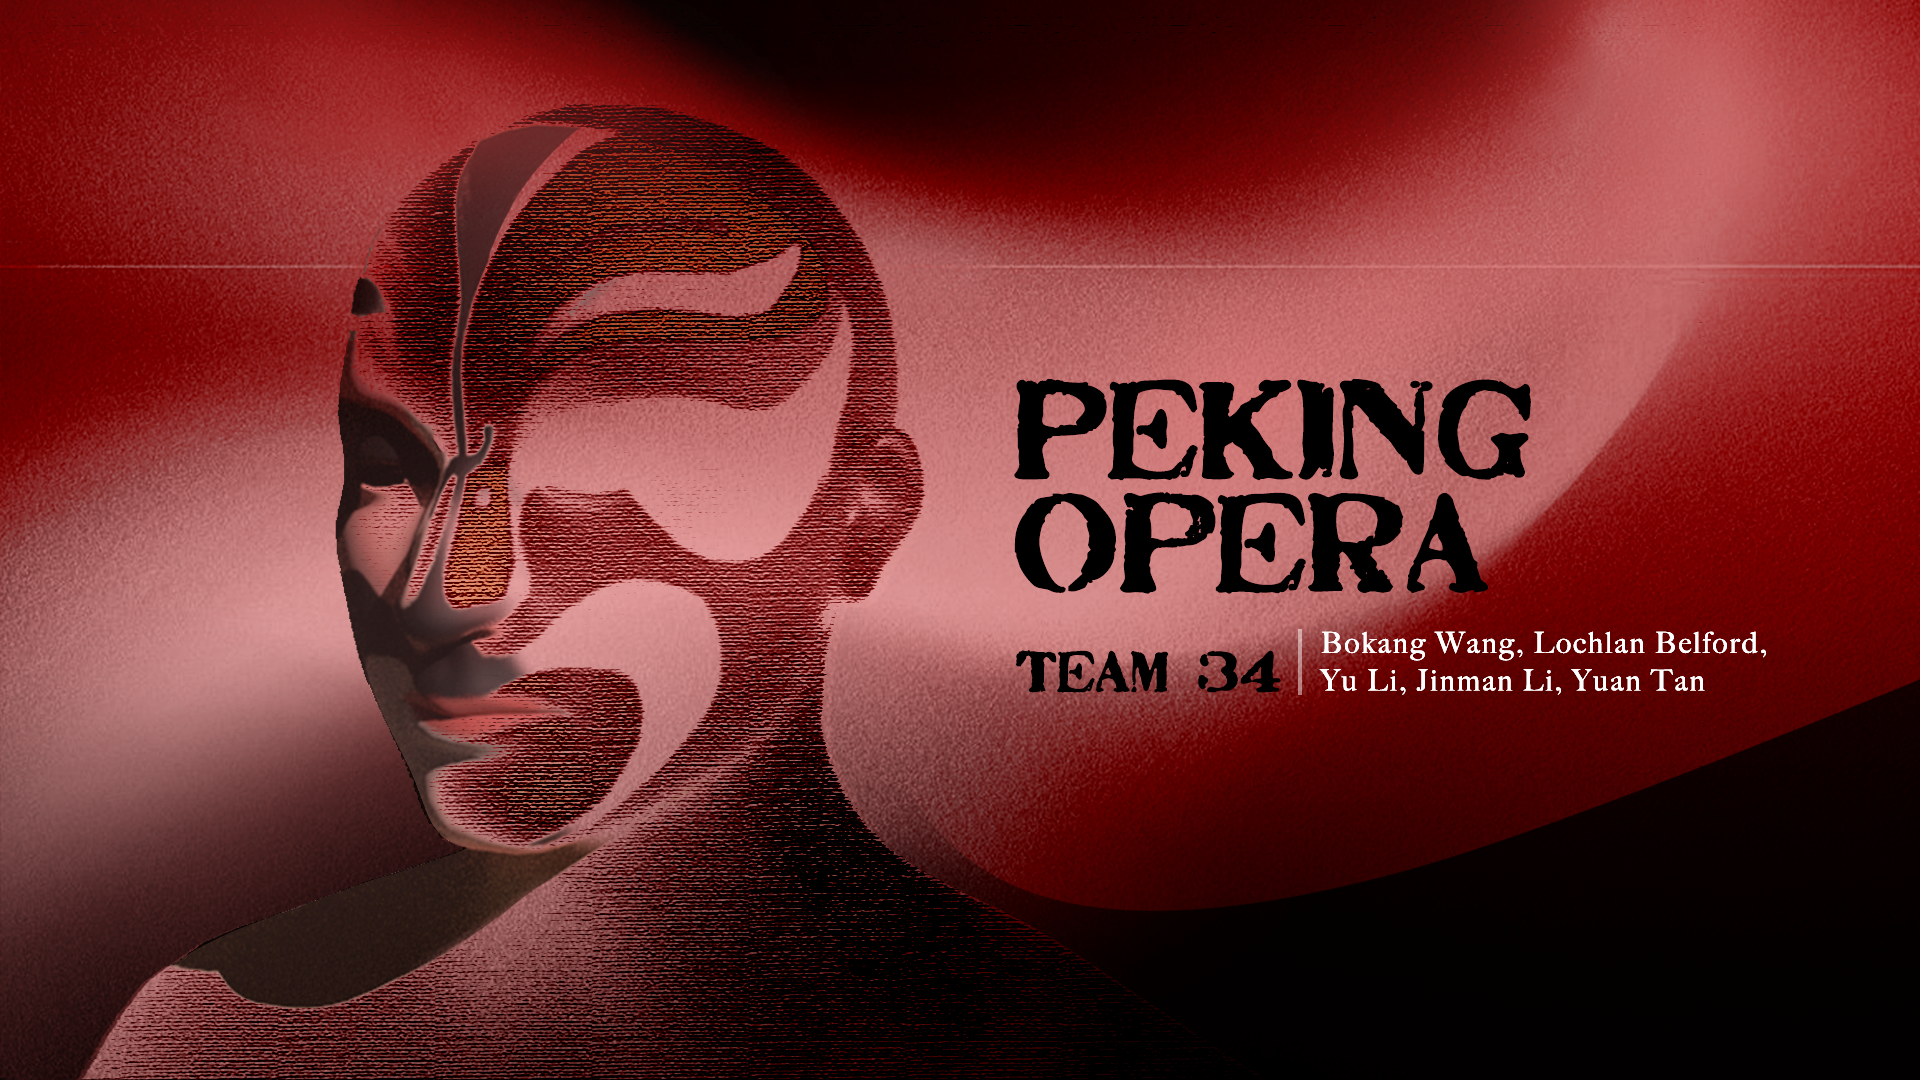 PEKING
OPERA
TEAM 34
Bokang Wang, Lochlan Belford,
Yu Li, Jinman Li, Yuan Tan